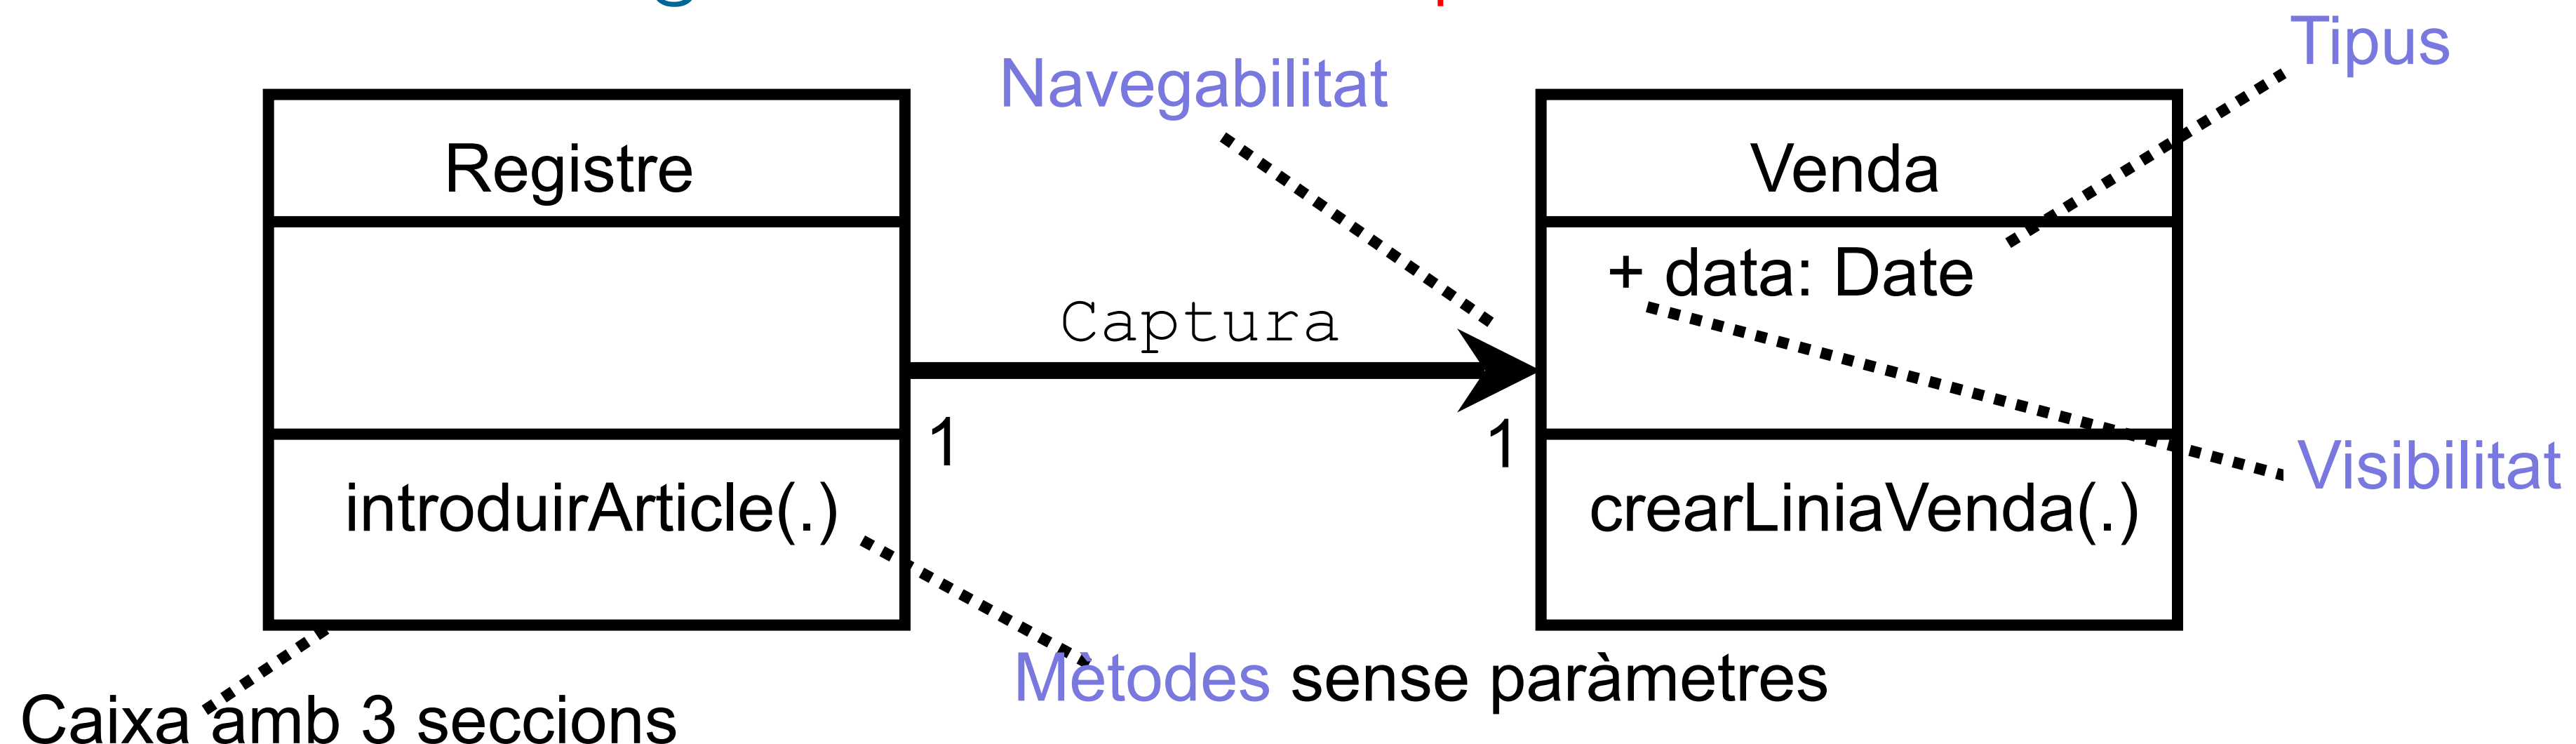 Tipus
Navegabilitat
Registre
Venda
+ data: Date
Captura
1
1
Visibilitat
introduirArticle(.)
crearLiniaVenda(.)
Mètodes sense paràmetres
Caixa amb 3 seccions